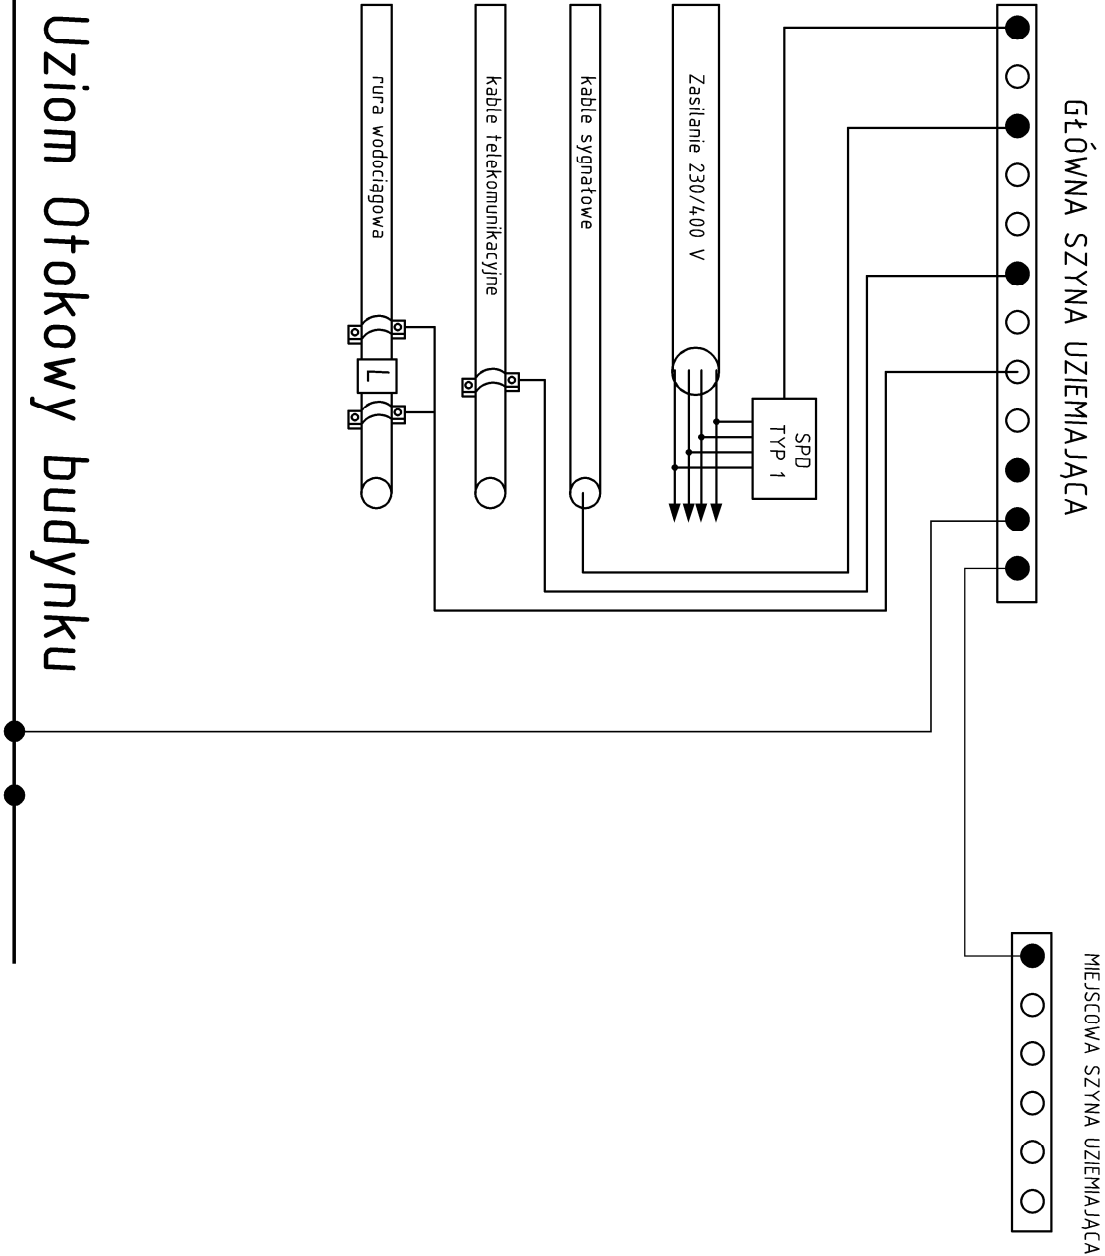 GŁÓWNA SZYNA UZIEMIAJĄCA
MIEJSCOWA SZYNA UZIEMIAJĄCA
SPD
TYP 1
Zasilanie 230/400 V
kable sygnatowe
kable telekomunikacyjne
rura wodociągowa
L
Uziom Otokowy budynku